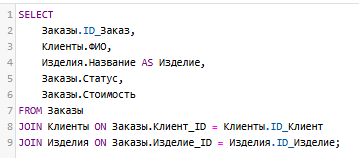 1 SELECT
2 Заказы.ID_Заказ,
3 Клиенты.ФИО,
4 Изделия.Название AS Изделие,
5 Заказы.Статус,
6 Заказы.Стоимость
7 FROM Заказы
8 JOIN Клиенты ON Заказы.Клиент_ID = Клиенты.ID_Клиент
9 JOIN Изделия ON Заказы.Изделие_ID = Изделия.ID_Изделие;